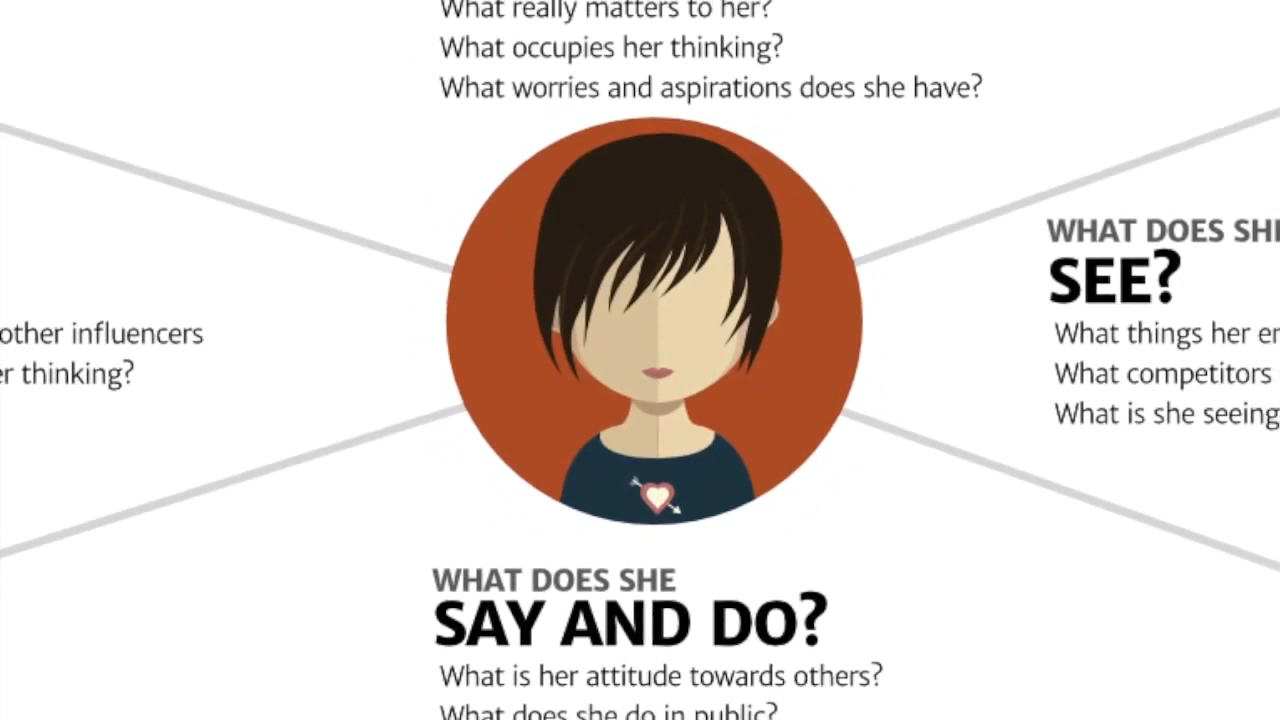 What really matters to her?
What occupies her thinking?
What worries and aspirations does she have?
other influencers
thinking?
WHAT DOES SHE
SEE?
What things her
What competitors
What is she seeing
WHAT DOES SHE
SAY AND DO?
What is her attitude towards others?
What does she do in public?